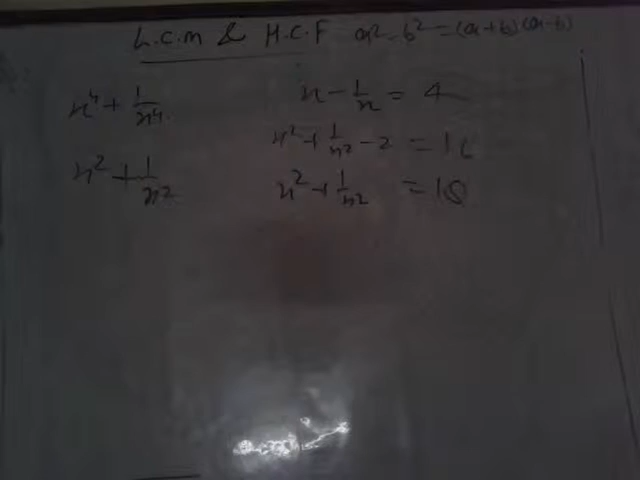 L.C.M & H.C.F a² - b² = (a+b)(a-b)
x⁴ + 1/x⁴ x - 1/x = 4
x² + 1/x² - 2 = 16
x² + 1/x² x² + 1/x² = 18